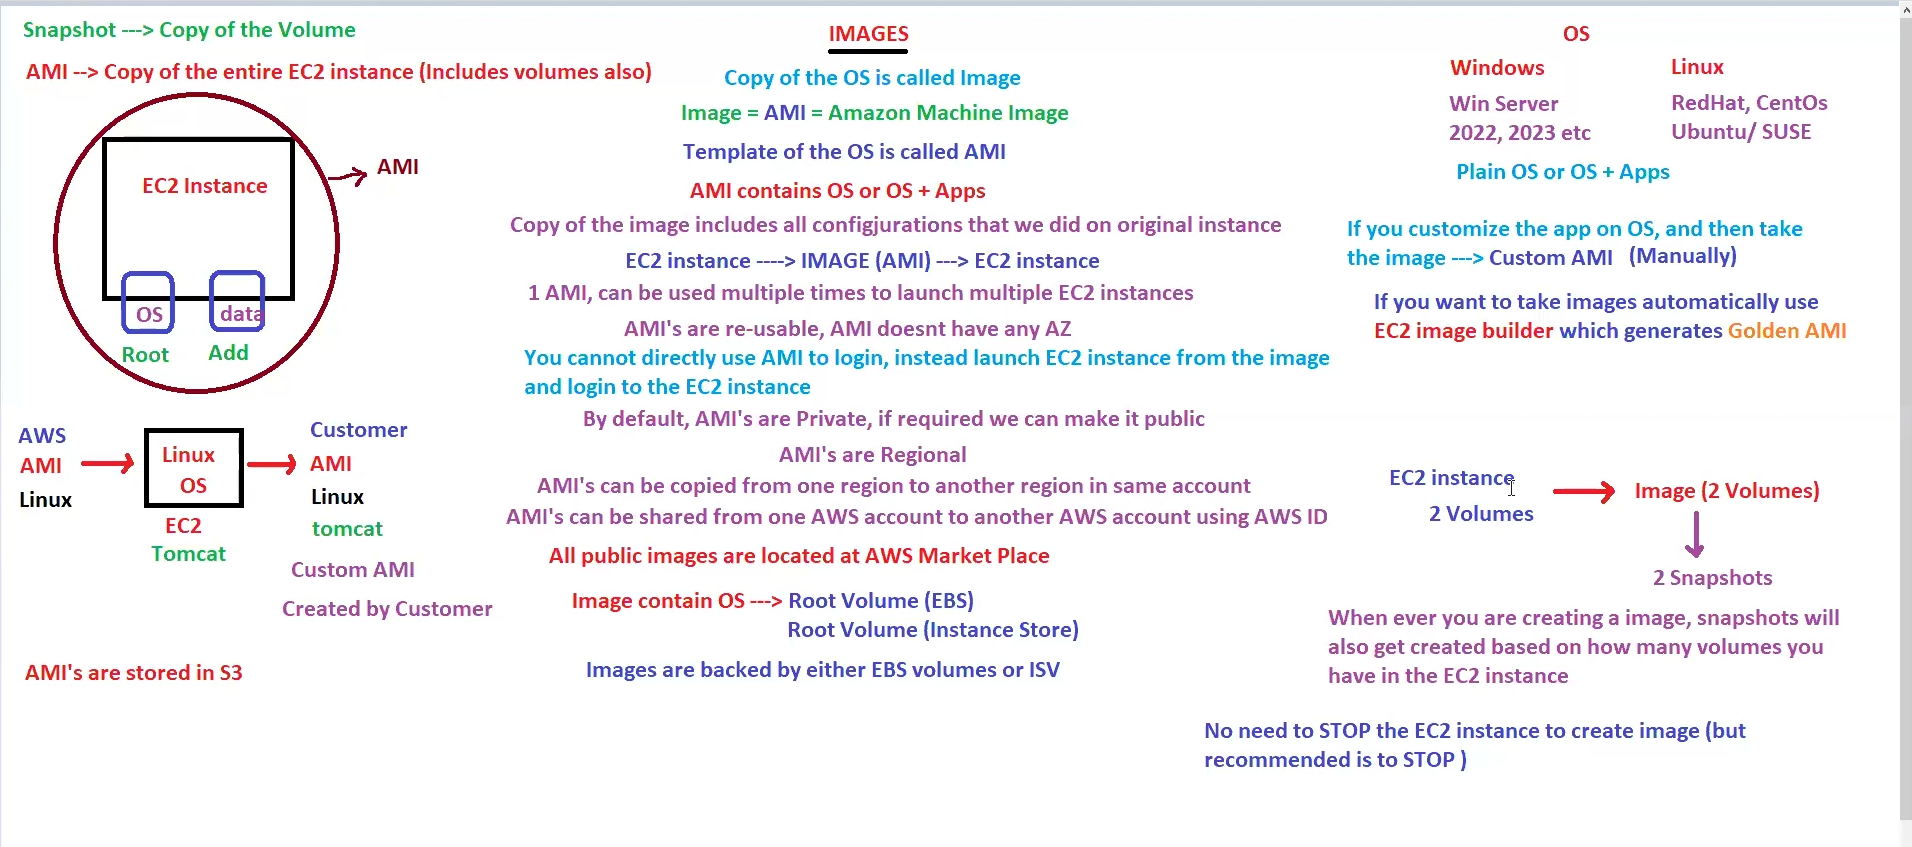 Snapshot ---> Copy of the Volume
AMI --> Copy of the entire EC2 instance (Includes volumes also)
EC2 Instance
AMI
OS
data
Root
Add
AWS
AMI
Linux
Linux
OS
EC2
Tomcat
Customer
AMI
Linux
tomcat
Custom AMI
Created by Customer
AMI's are stored in S3
IMAGES
Copy of the OS is called Image
Image = AMI = Amazon Machine Image
Template of the OS is called AMI
AMI contains OS or OS + Apps
Copy of the image includes all configjurations that we did on original instance
EC2 instance ----> IMAGE (AMI) ---> EC2 instance
1 AMI, can be used multiple times to launch multiple EC2 instances
AMI's are re-usable, AMI doesnt have any AZ
You cannot directly use AMI to login, instead launch EC2 instance from the image
and login to the EC2 instance
By default, AMI's are Private, if required we can make it public
AMI's are Regional
AMI's can be copied from one region to another region in same account
AMI's can be shared from one AWS account to another AWS account using AWS ID
All public images are located at AWS Market Place
Image contain OS ---> Root Volume (EBS)
Root Volume (Instance Store)
Images are backed by either EBS volumes or ISV
OS
Windows
Linux
Win Server
2022, 2023 etc
RedHat, CentOs
Ubuntu/ SUSE
Plain OS or OS + Apps
If you customize the app on OS, and then take
the image ---> Custom AMI (Manually)
If you want to take images automatically use
EC2 image builder which generates Golden AMI
EC2 instance
2 Volumes
Image (2 Volumes)
2 Snapshots
When ever you are creating a image, snapshots will
also get created based on how many volumes you
have in the EC2 instance
No need to STOP the EC2 instance to create image (but
recommended is to STOP )